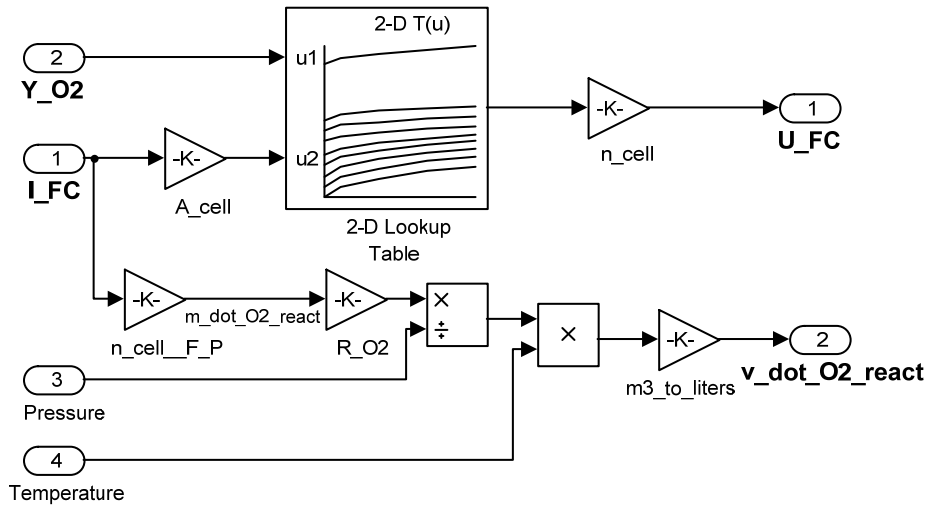 2-D T(u)
2
u1
Y_O2
-K-
1
n_cell
U_FC
1
-K-
u2
I_FC
A_cell
2-D Lookup
Table
-K-
m_dot_O2_react
-K-
×
÷
n_cell__F_P
R_O2
×
-K-
2
m3_to_liters
v_dot_O2_react
3
Pressure
4
Temperature